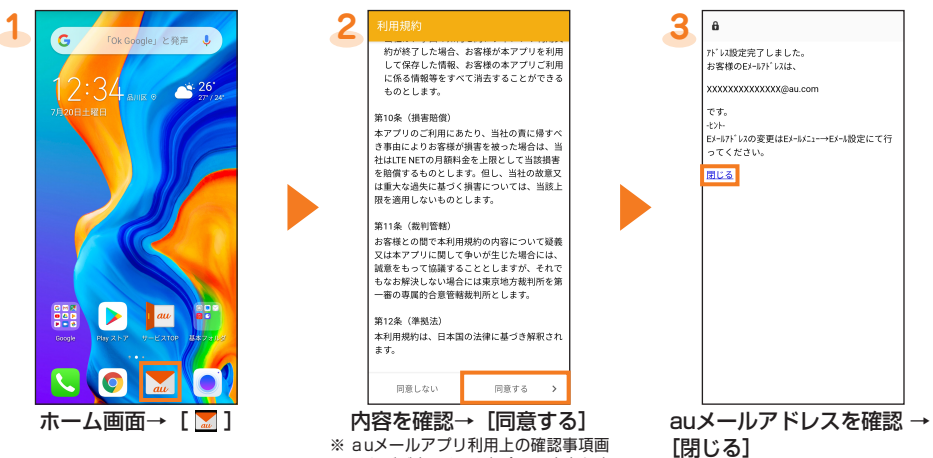 1
「Ok Google」と発声
12:34 品川区
26°
27°/24°
7月20日土曜日
Google
Play ストア
サービスTOP
基本フォルダ
au
au
ホーム画面→［ au ］
2
利用規約
約が終了した場合、お客様が本アプリを利用
して保存した情報、お客様の本アプリご利用
に係る情報等をすべて消去することができる
ものとします。
第10条（損害賠償）
本アプリのご利用にあたり、当社の責に帰すべ
き事由によりお客様が損害を被った場合は、当
社はLTE NETの月額料金を上限として当該損害
を賠償するものとします。但し、当社の故意又
は重大な過失に基づく損害については、当該上
限を適用しないものとします。
第11条（裁判管轄）
お客様との間で本利用規約の内容について疑義
又は本アプリに関して争いが生じた場合には、
誠意をもって協議することとしますが、それで
もなお解決しない場合には東京地方裁判所を第
一審の専属的合意管轄裁判所とします。
第12条（準拠法）
本利用規約は、日本国の法律に基づき解釈され
ます。
同意しない 同意する >
内容を確認→［同意する］
※ auメールアプリ利用上の確認事項画
3
ｱﾄﾞﾚｽ設定完了しました。
お客様のEﾒｰﾙｱﾄﾞﾚｽは、
XXXXXXXXXXXXXX@au.com
です。
-ﾋﾝﾄ-
Eﾒｰﾙｱﾄﾞﾚｽの変更はEﾒｰﾙﾒﾆｭｰ→Eﾒｰﾙ設定にて行
ってください。
閉じる
auメールアドレスを確認 →
［閉じる］